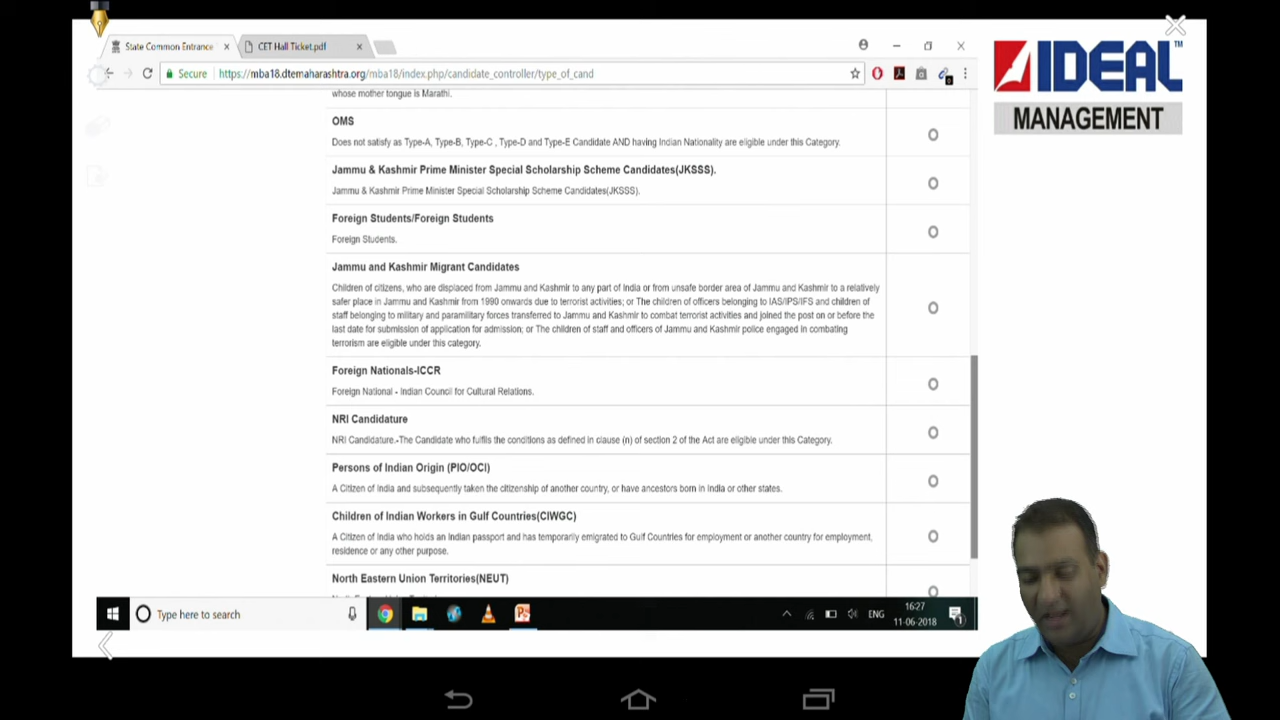 State Common Entrance
CET Hall Ticket.pdf
Secure
https://mba18.dtemaharashtra.org/mba18/index.php/candidate_controller/type_of_cand
IDEAL
TM
MANAGEMENT
whose mother tongue is Marathi.
OMS
Does not satisfy as Type-A, Type-B, Type-C , Type-D and Type-E Candidate AND having Indian Nationality are eligible under this Category.
Jammu & Kashmir Prime Minister Special Scholarship Scheme Candidates(JKSSS).
Jammu & Kashmir Prime Minister Special Scholarship Scheme Candidates(JKSSS).
Foreign Students/Foreign Students
Foreign Students.
Jammu and Kashmir Migrant Candidates
Children of citizens, who are displaced from Jammu and Kashmir to any part of India or from unsafe border area of Jammu and Kashmir to a relatively
safer place in Jammu and Kashmir from 1990 onwards due to terrorist activities; or The children of officers belonging to IAS/IPS/IFS and children of
staff belonging to military and paramilitary forces transferred to Jammu and Kashmir to combat terrorist activities and joined the post on or before the
last date for submission of application for admission; or The children of staff and officers of Jammu and Kashmir police engaged in combating
terrorism are eligible under this category.
Foreign Nationals-ICCR
Foreign National - Indian Council for Cultural Relations.
NRI Candidature
NRI Candidature.-The Candidate who fulfils the conditions as defined in clause (n) of section 2 of the Act are eligible under this Category.
Persons of Indian Origin (PIO/OCI)
A Citizen of India and subsequently taken the citizenship of another country, or have ancestors born in India or other states.
Children of Indian Workers in Gulf Countries(CIWGC)
A Citizen of India who holds an Indian passport and has temporarily emigrated to Gulf Countries for employment or another country for employment,
residence or any other purpose.
North Eastern Union Territories(NEUT)
Type here to search
ENG
16:27
11-06-2018
1